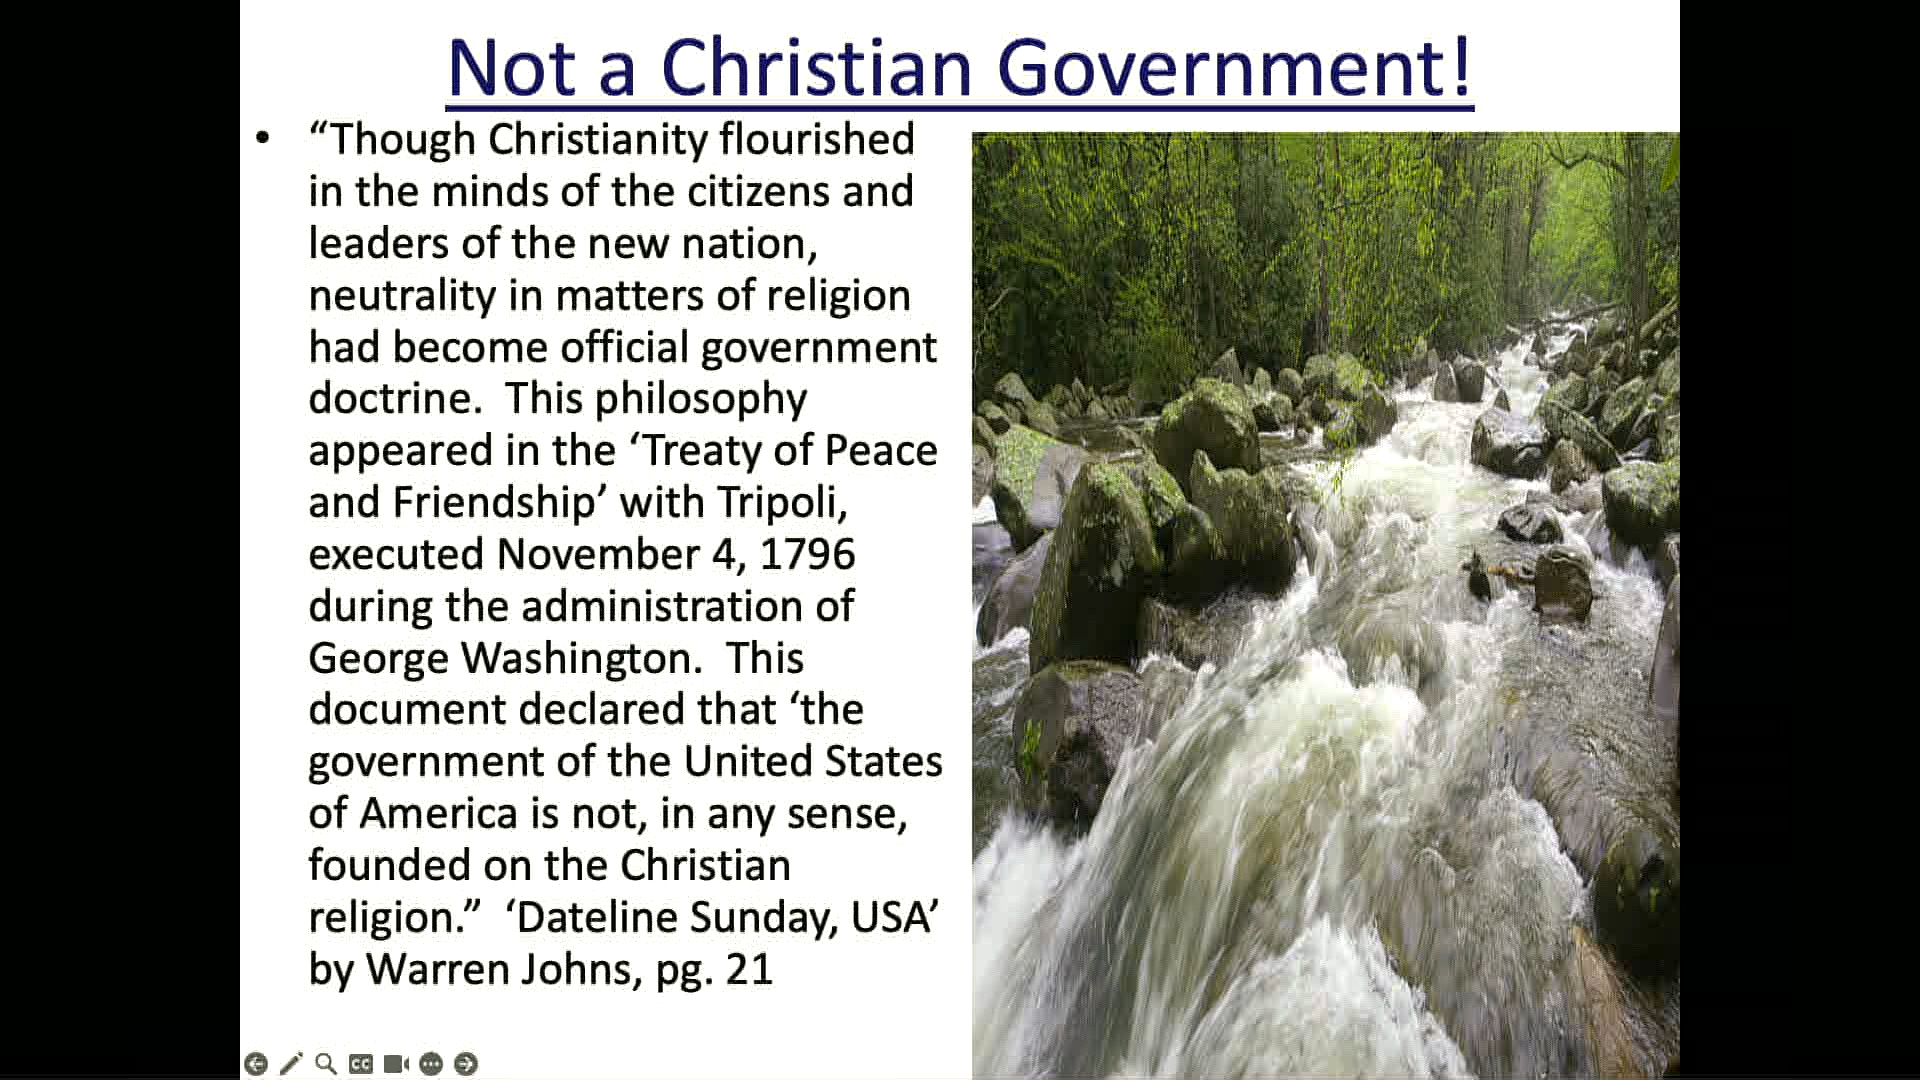 Not a Christian Government!
• “Though Christianity flourished
in the minds of the citizens and
leaders of the new nation,
neutrality in matters of religion
had become official government
doctrine.  This philosophy
appeared in the ‘Treaty of Peace
and Friendship’ with Tripoli,
executed November 4, 1796
during the administration of
George Washington.  This
document declared that ‘the
government of the United States
of America is not, in any sense,
founded on the Christian
religion.”  ‘Dateline Sunday, USA’
by Warren Johns, pg. 21
CC